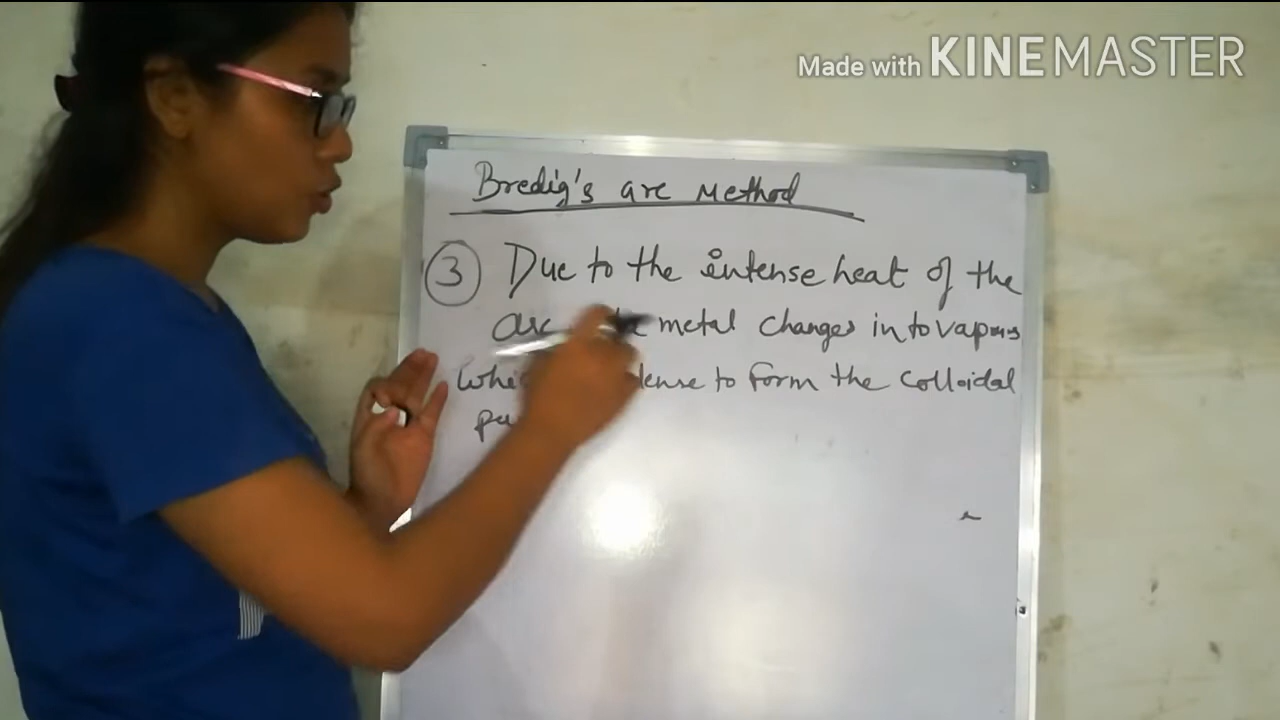 Made with KINEMASTER
Bredig's arc Method
3 Due to the intense heat of the
arc metal changes into vapours
to form the colloidal